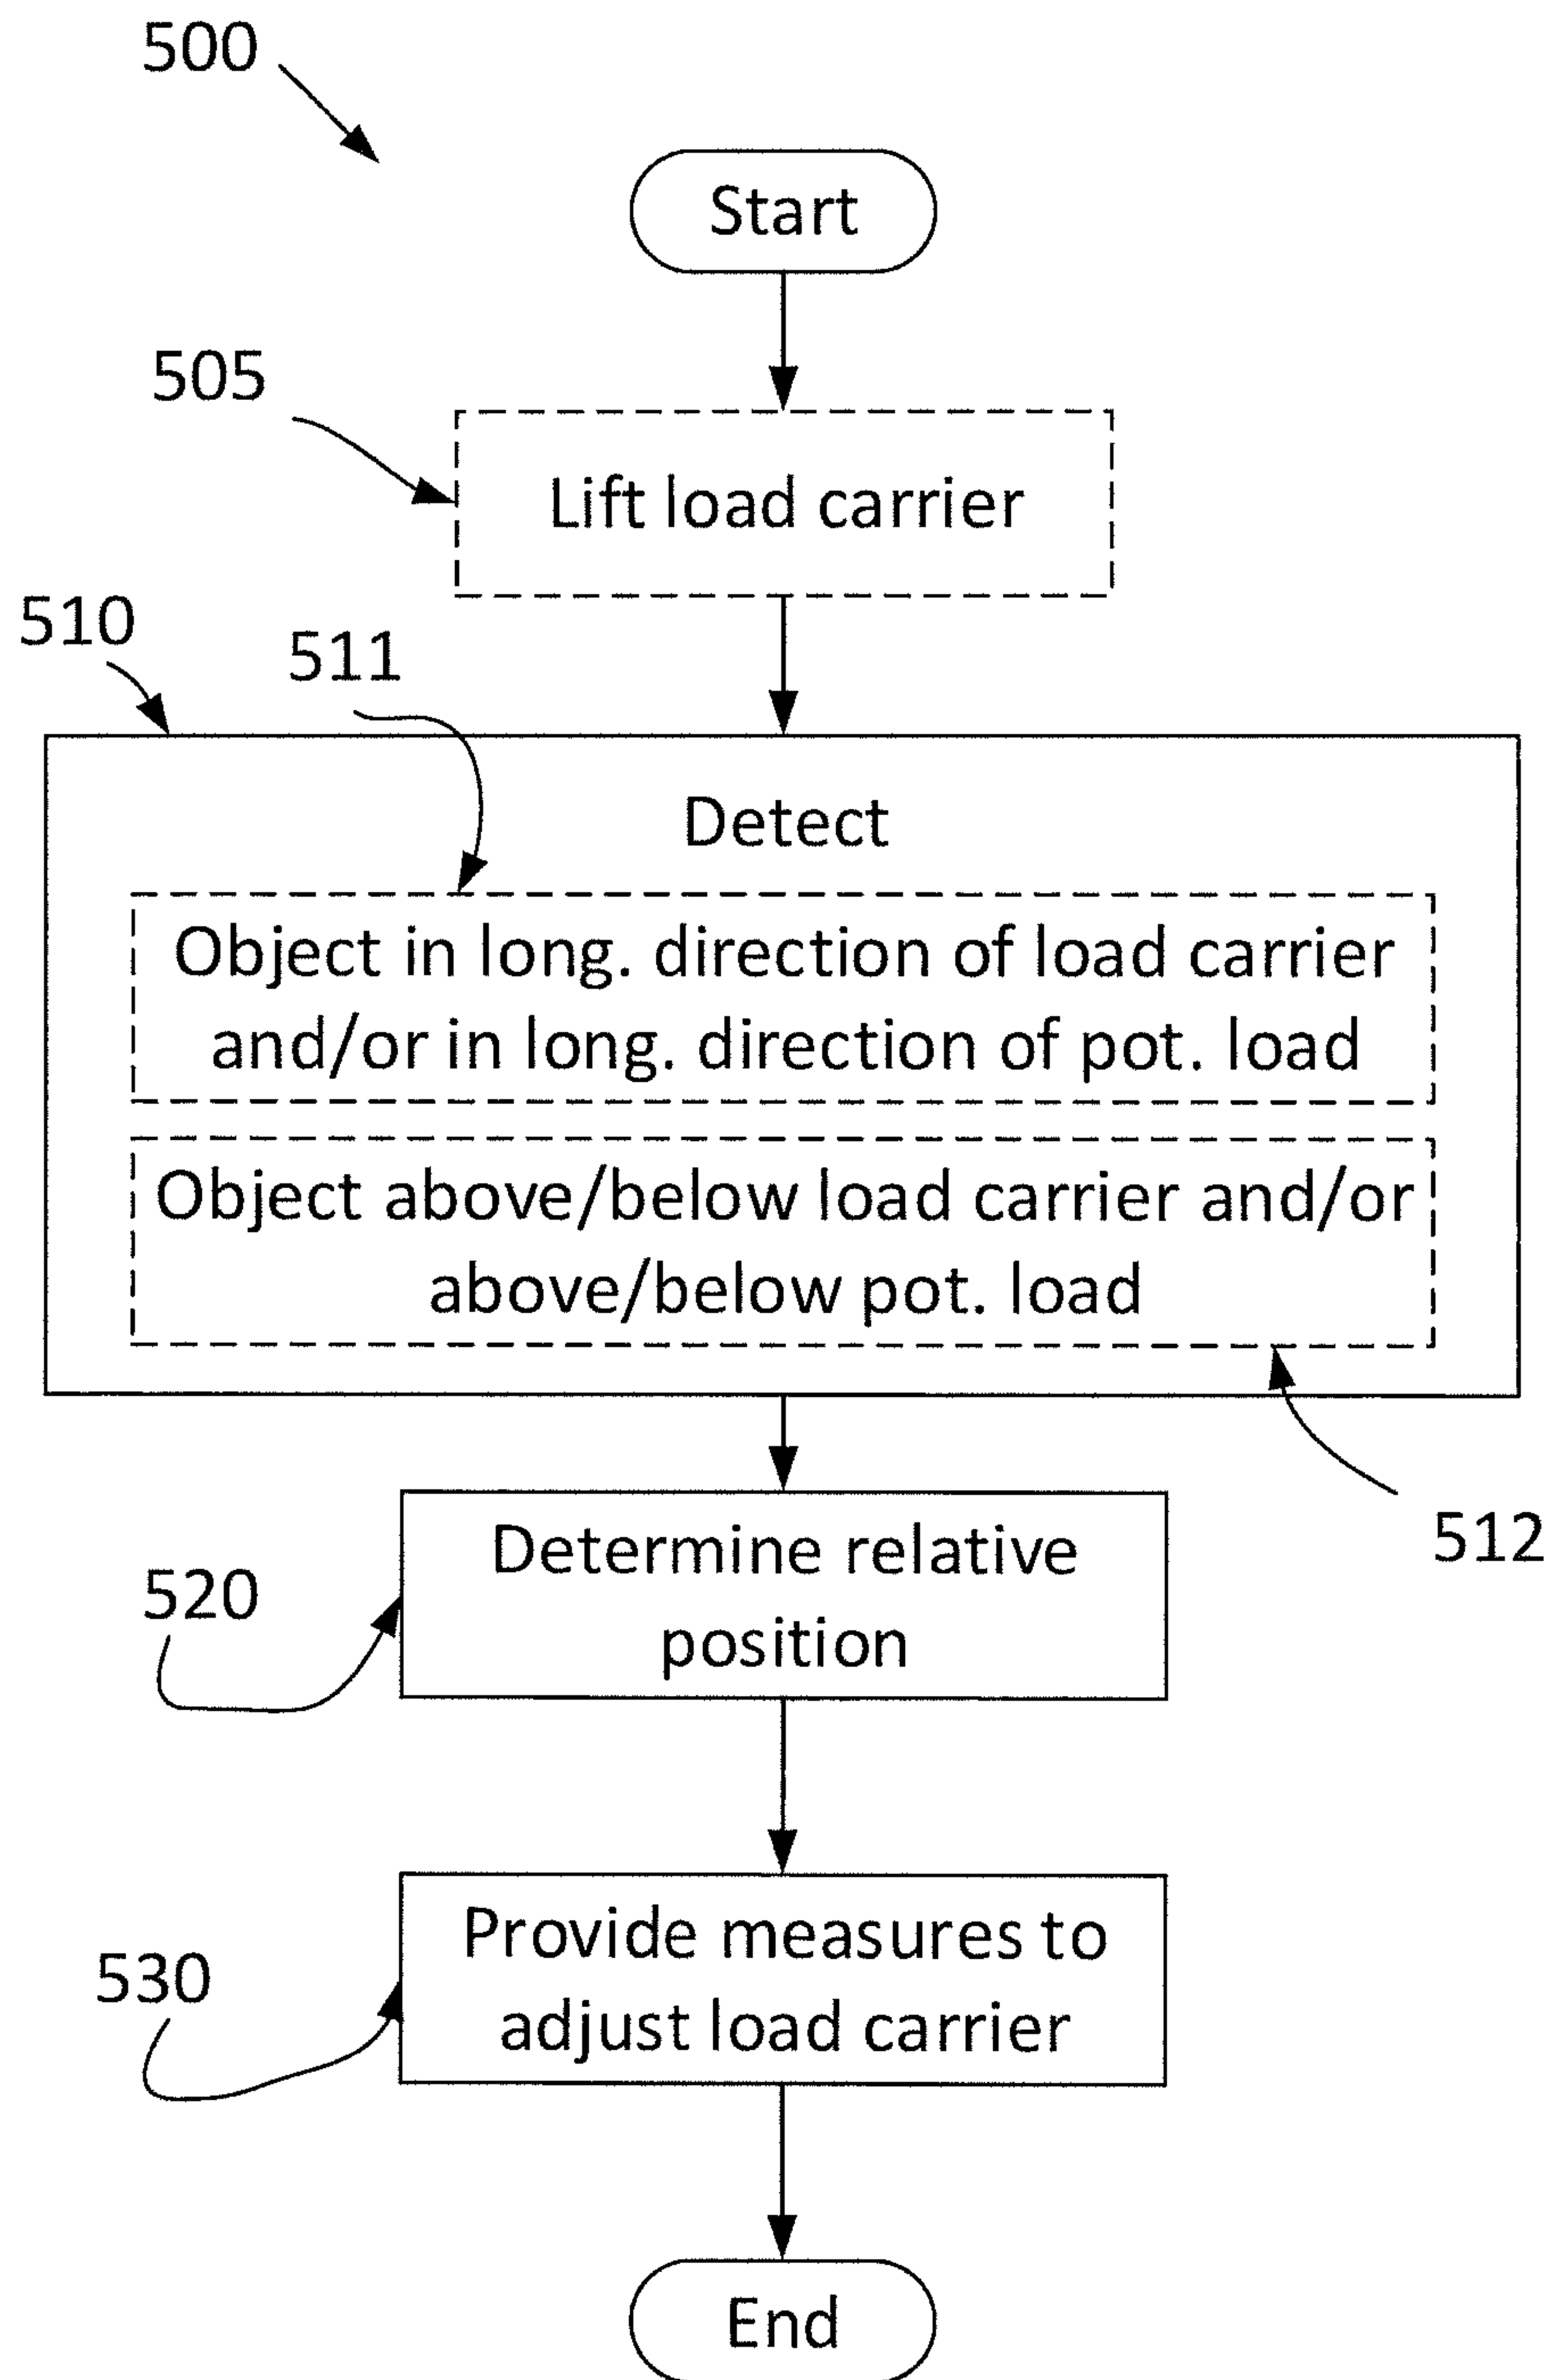 500
Start
505
Lift load carrier
510
511
Detect
Object in long. direction of load carrier
and/or in long. direction of pot. load
Object above/below load carrier and/or
above/below pot. load
512
Determine relative
position
520
Provide measures to
adjust load carrier
530
End